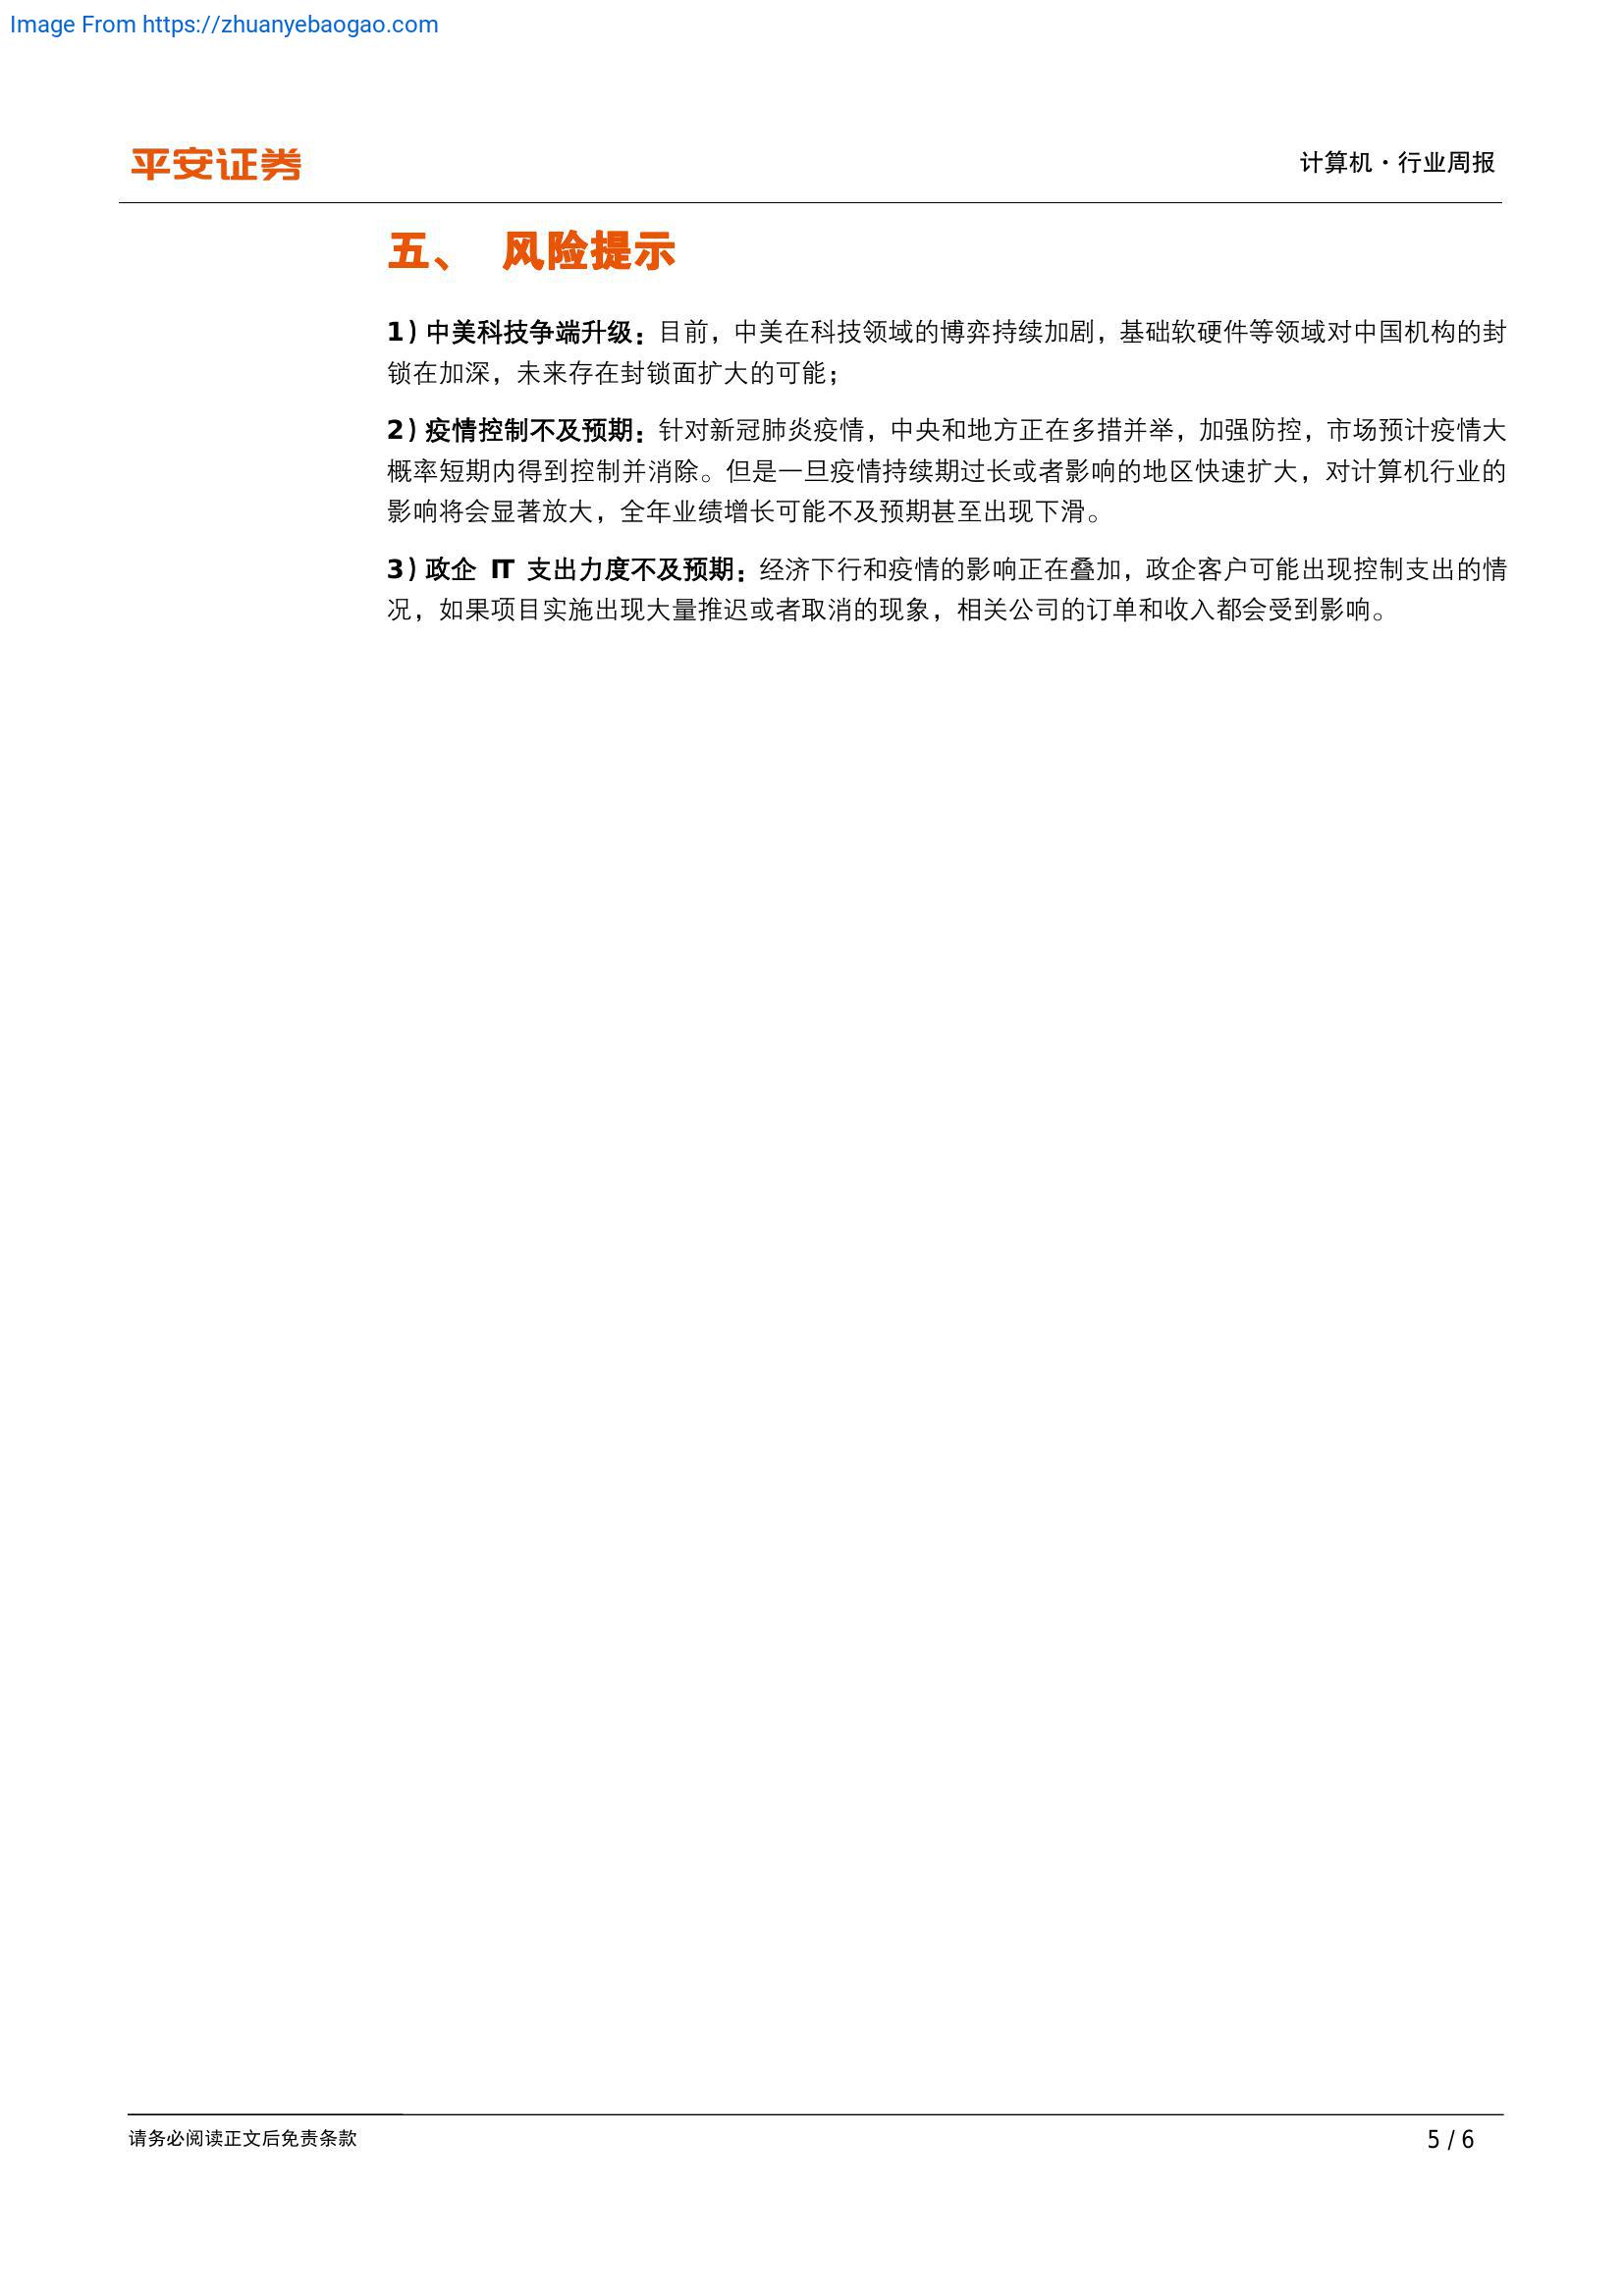 Image From https://zhuanyebaogao.com
平安证券
计算机·行业周报
五、 风险提示
1）中美科技争端升级：目前，中美在科技领域的博弈持续加剧，基础软硬件等领域对中国机构的封
锁在加深，未来存在封锁面扩大的可能；
2）疫情控制不及预期：针对新冠肺炎疫情，中央和地方正在多措并举，加强防控，市场预计疫情大
概率短期内得到控制并消除。但是一旦疫情持续期过长或者影响的地区快速扩大，对计算机行业的
影响将会显著放大，全年业绩增长可能不及预期甚至出现下滑。
3）政企 IT 支出力度不及预期：经济下行和疫情的影响正在叠加，政企客户可能出现控制支出的情
况，如果项目实施出现大量推迟或者取消的现象，相关公司的订单和收入都会受到影响。
请务必阅读正文后免责条款
5 / 6